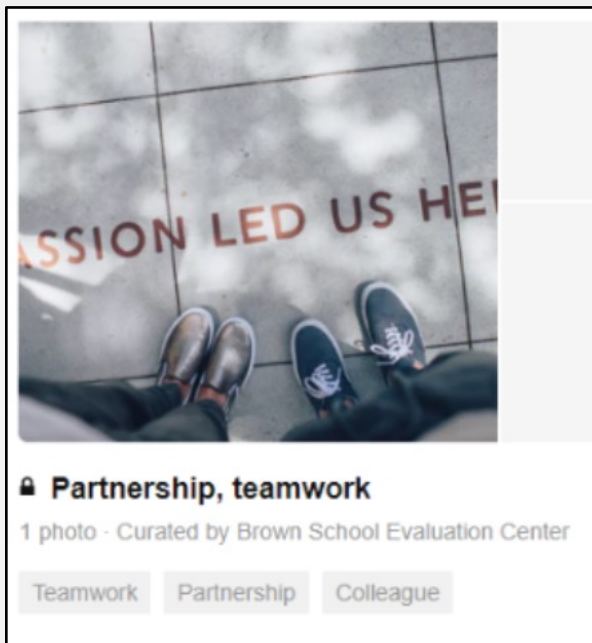 ASSION LED US HE
Partnership, teamwork
1 photo · Curated by Brown School Evaluation Center
Teamwork Partnership Colleague